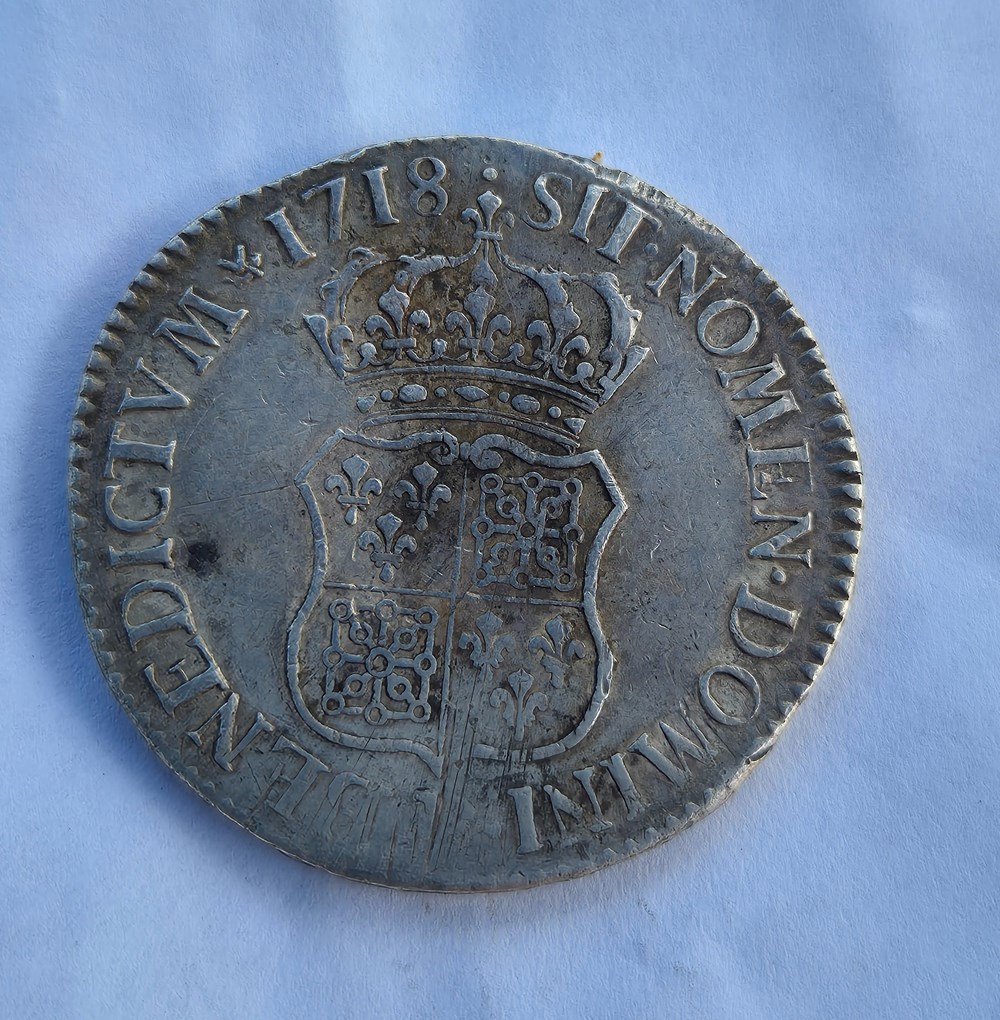 1718 : SIT · NOMEN · DOMINI BENEDICTVM